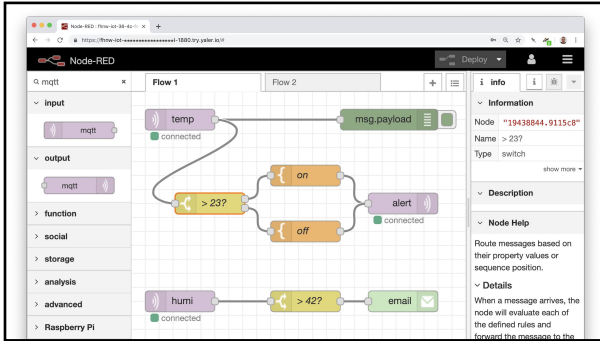 Node-RED : fhnw-iot-36-4c-f
https://fhnw-iot-••••••••••••••••••l-1880.try.yaler.io/#
Node-RED
Deploy
mqtt
input
mqtt
output
mqtt
function
social
storage
analysis
advanced
Raspberry Pi
Flow 1
Flow 2
temp
connected
msg.payload
> 23?
on
off
alert
connected
humi
connected
> 42?
email
i info
i
Information
Node "19438844.9115c8"
Name > 23?
Type switch
show more
Description
Node Help
Route messages based on
their property values or
sequence position.
Details
When a message arrives, the
node will evaluate each of
the defined rules and
forward the message to the